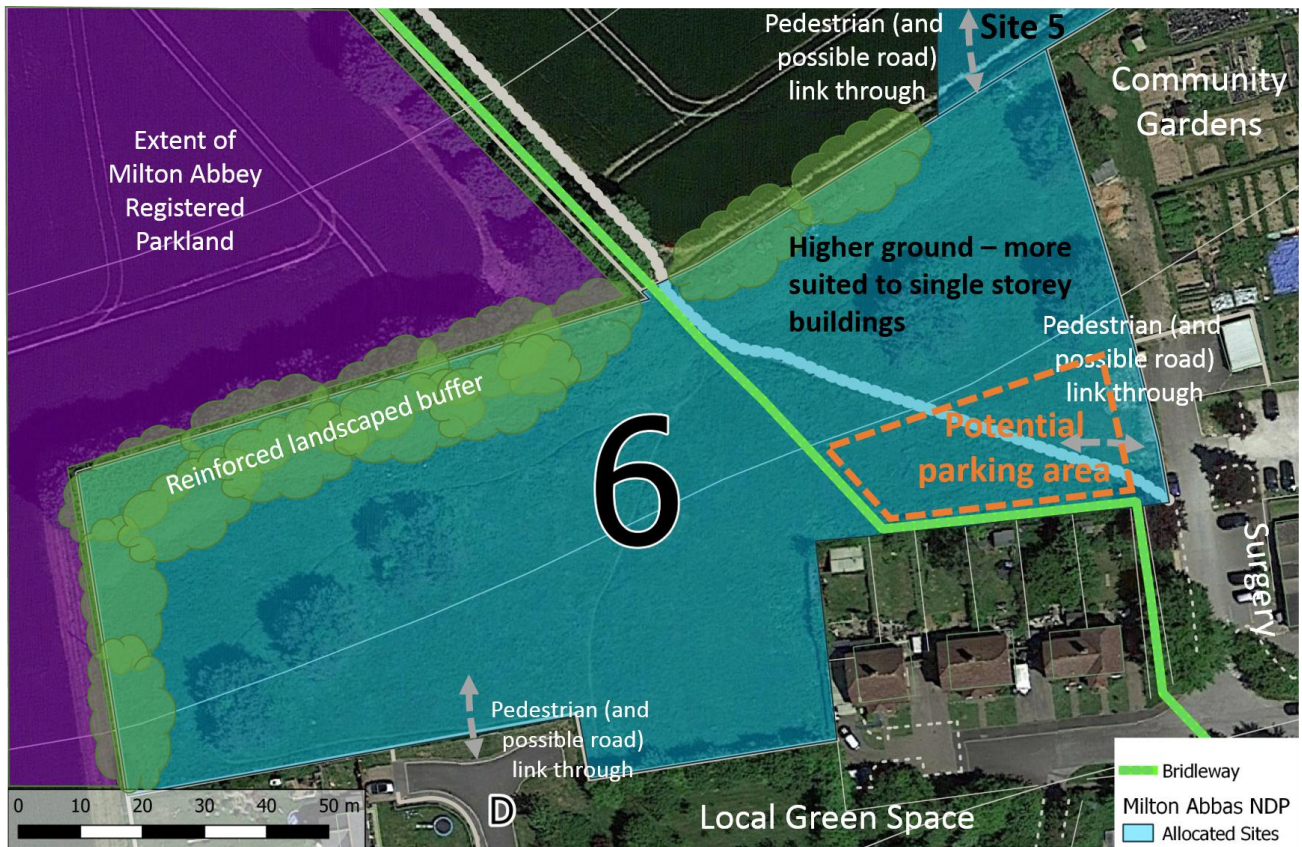 Pedestrian (and
possible road)
link through
Site 5
Community
Gardens
Extent of
Milton Abbey
Registered
Parkland
Higher ground – more
suited to single storey
buildings
Pedestrian (and
possible road)
link through
Reinforced landscaped buffer
6
Potential
parking area
Surgery
Pedestrian (and
possible road)
link through
D
Local Green Space
0 10 20 30 40 50 m
Bridleway
Milton Abbas NDP
Allocated Sites